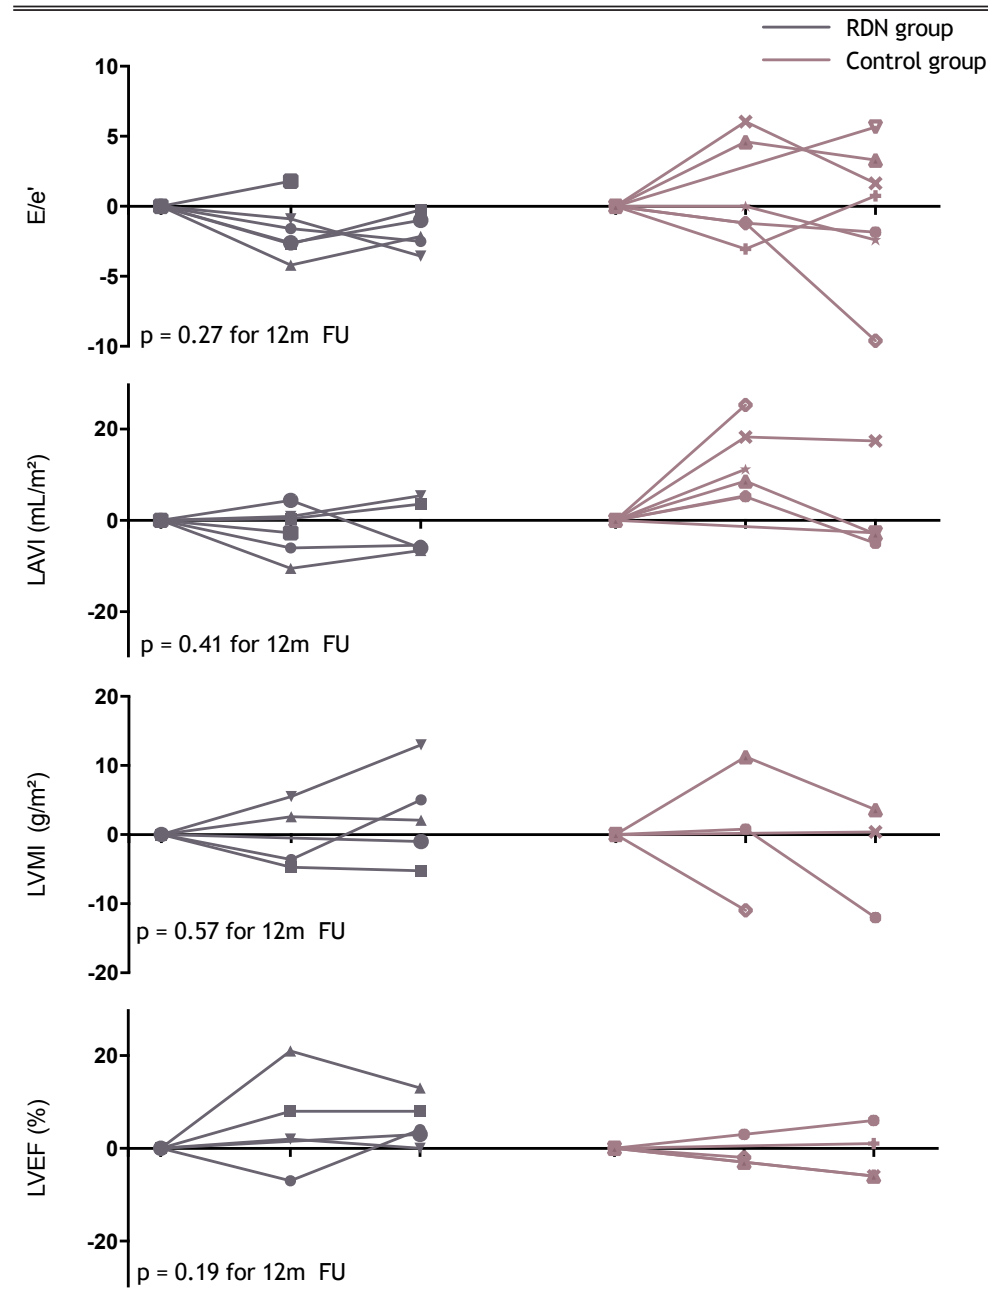 RDN group
Control group
10
5
0
-5
-10
E/e'
p = 0.27 for 12m FU
20
0
-20
LAVI (mL/m²)
p = 0.41 for 12m FU
20
10
0
-10
-20
LVMI (g/m²)
p = 0.57 for 12m FU
20
0
-20
LVEF (%)
p = 0.19 for 12m FU